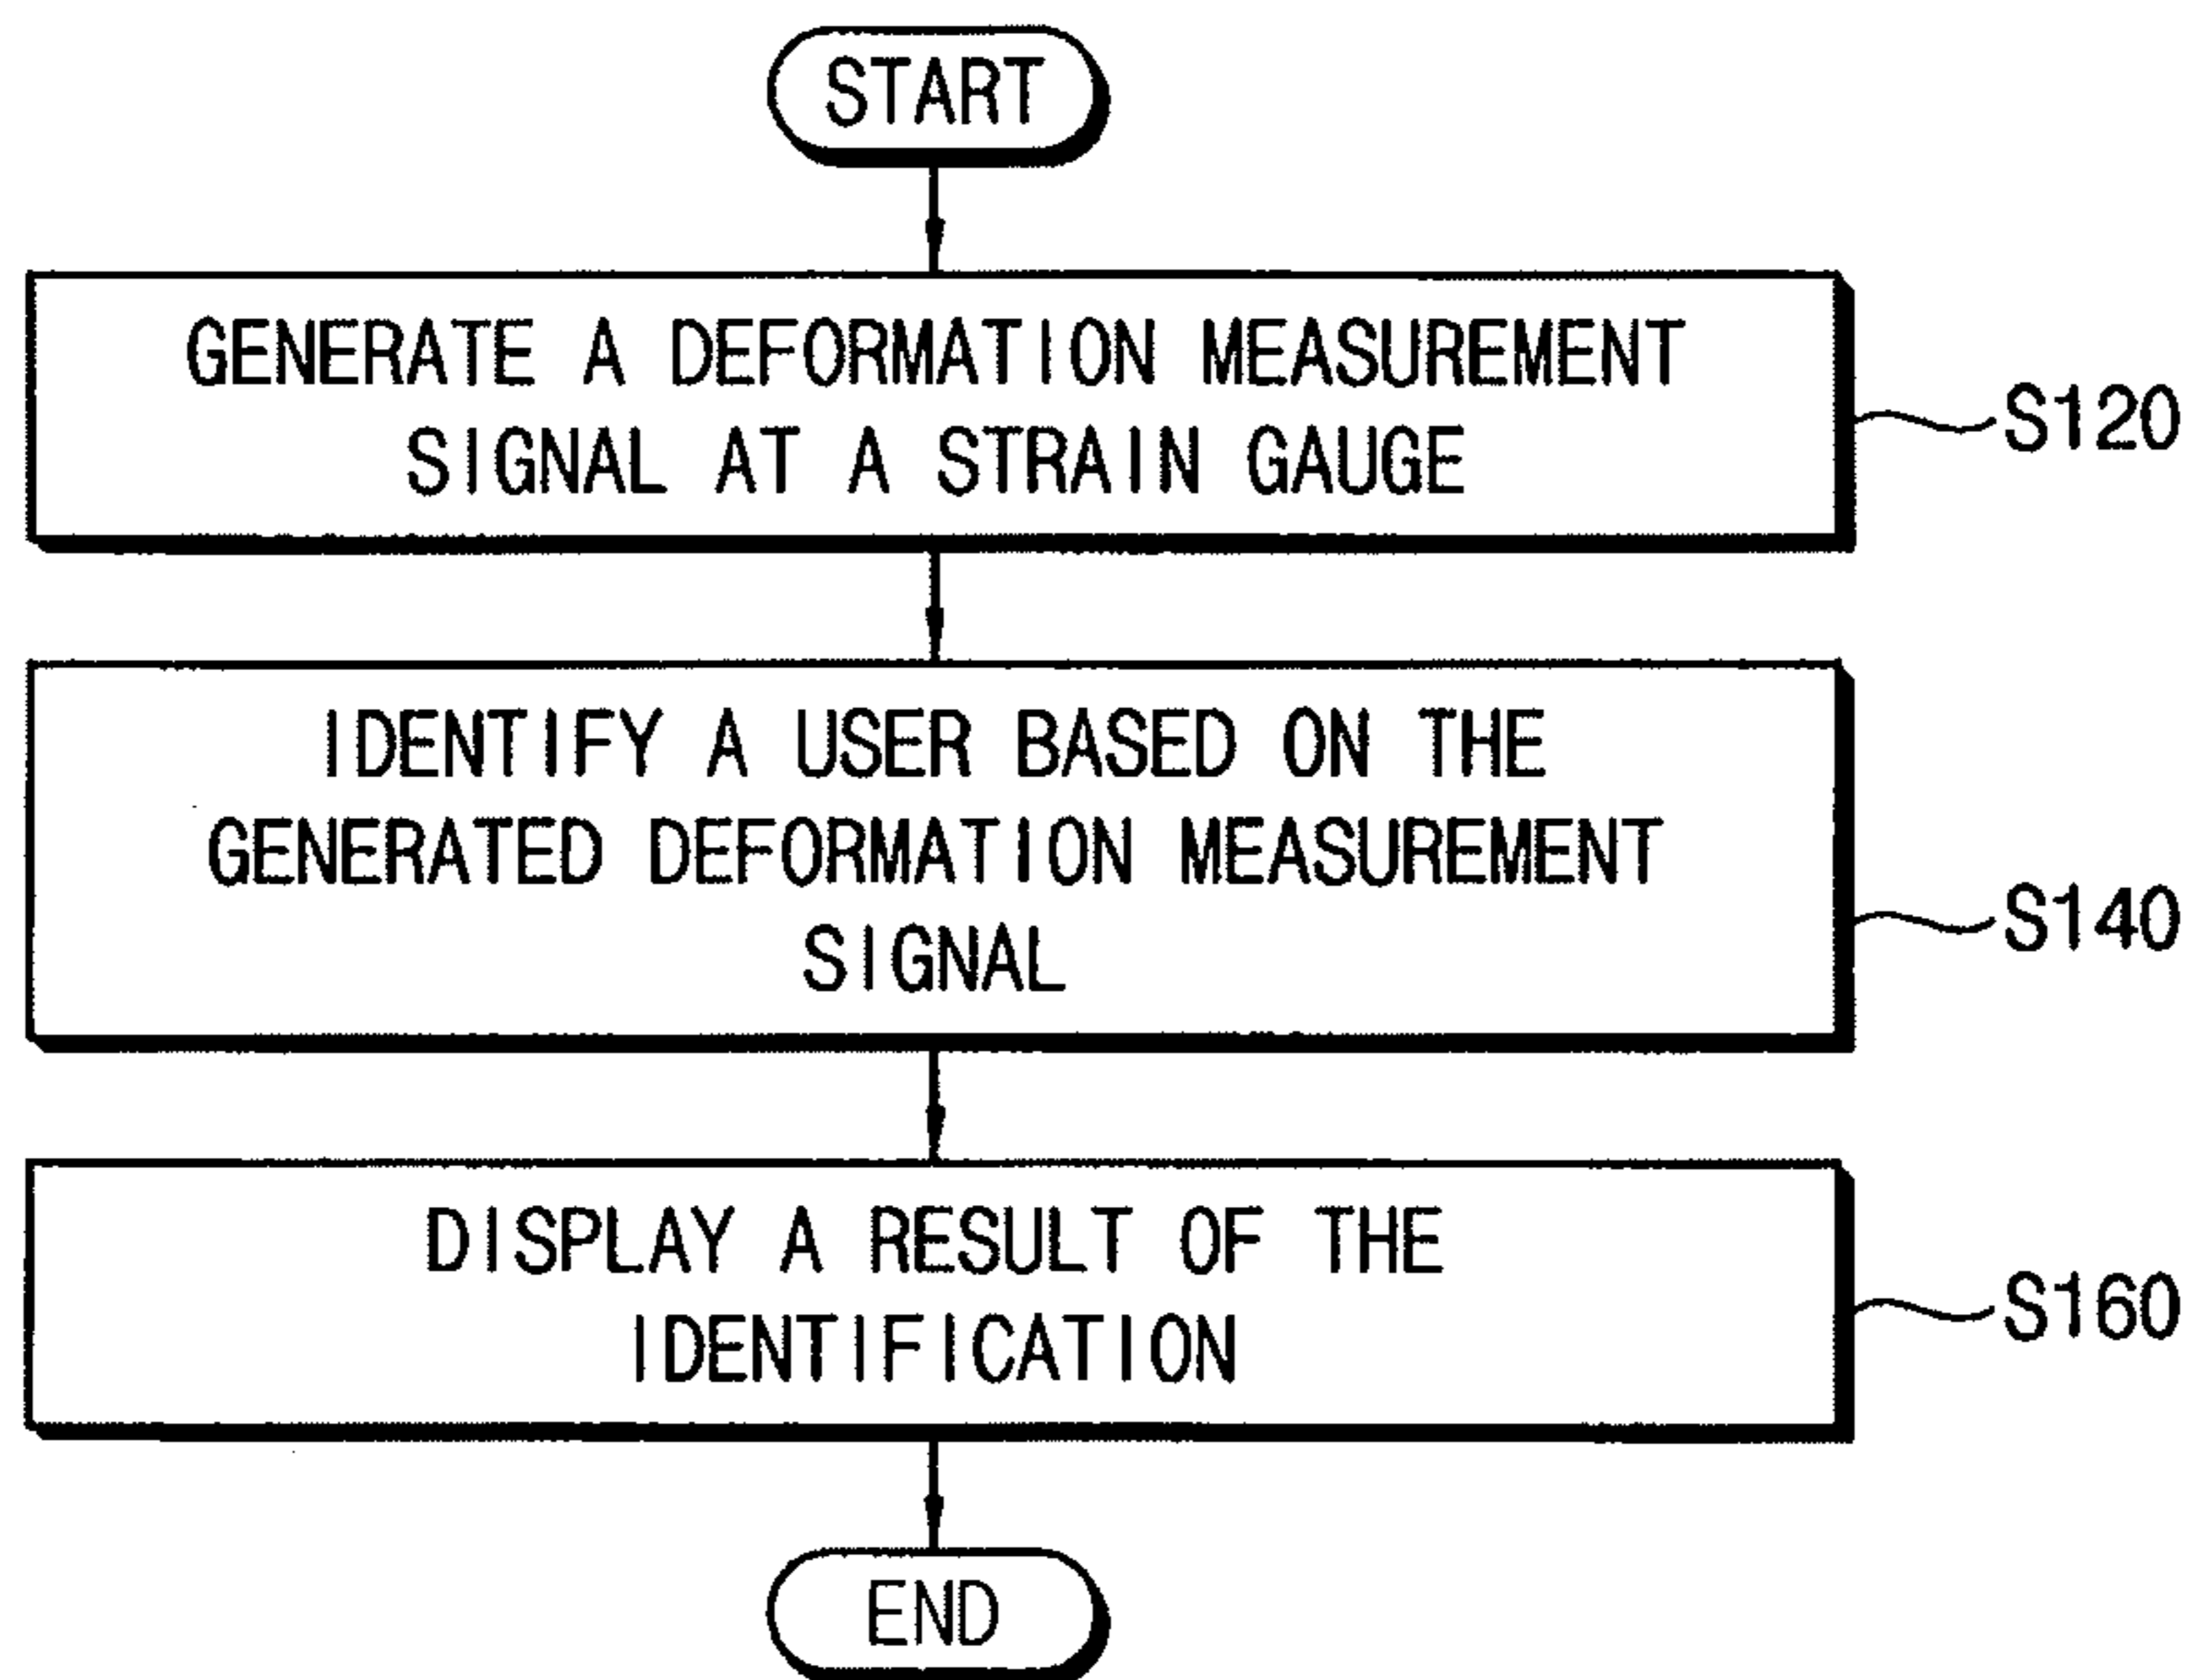 START
GENERATE A DEFORMATION MEASUREMENT
SIGNAL AT A STRAIN GAUGE
S120
IDENTIFY A USER BASED ON THE
GENERATED DEFORMATION MEASUREMENT
SIGNAL
S140
DISPLAY A RESULT OF THE
IDENTIFICATION
S160
END